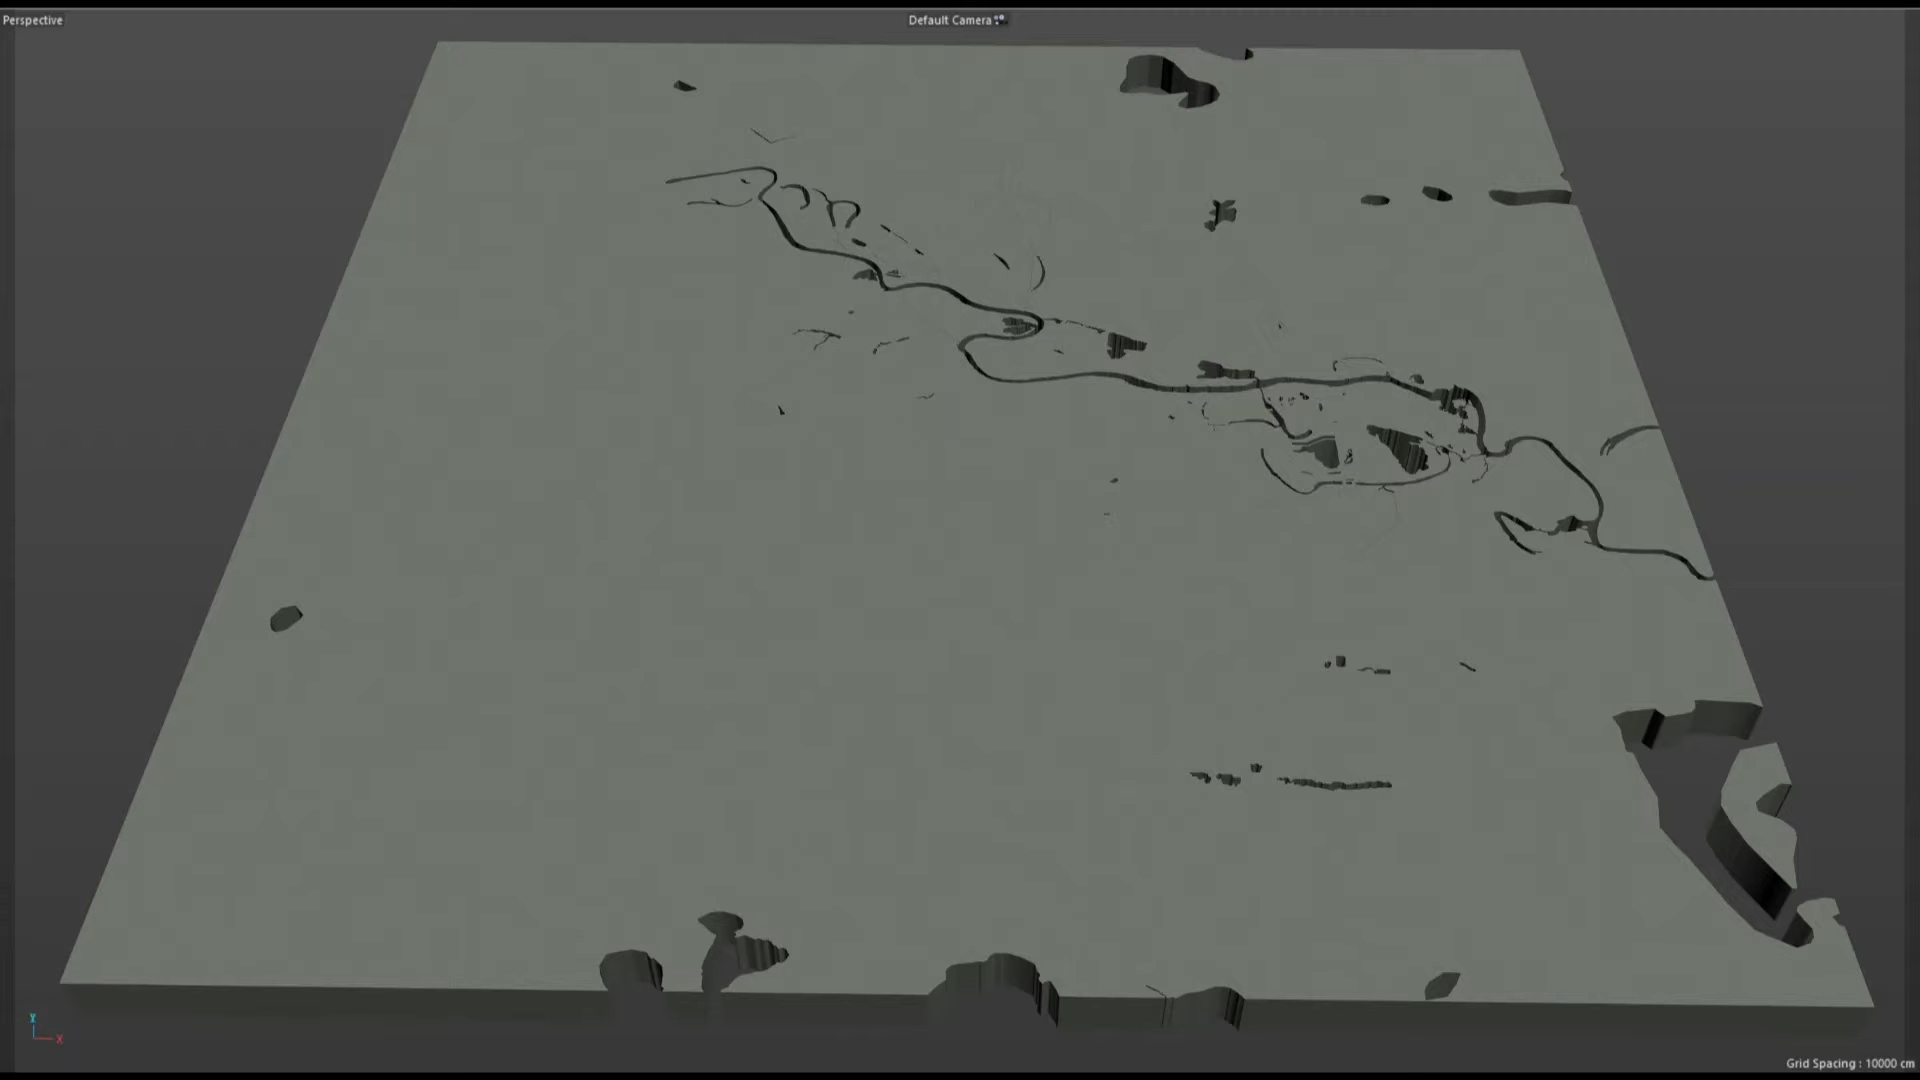 Perspective
Default Camera
Y
X
Grid Spacing : 10000 cm